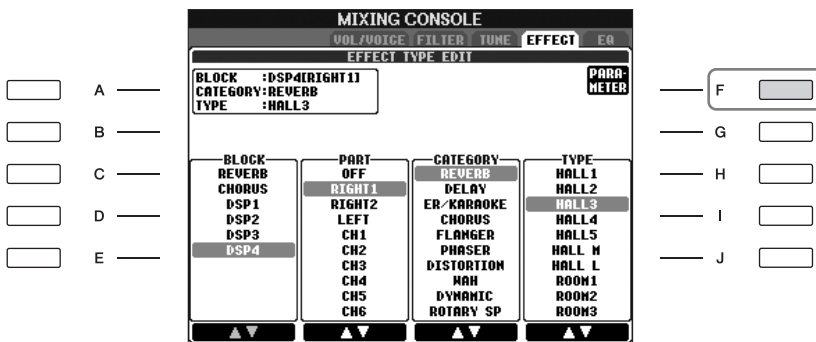 MIXING CONSOLE
VOL/VOICE FILTER TUNE EFFECT EQ
EFFECT TYPE EDIT
BLOCK :DSP4[RIGHT1]
CATEGORY:REVERB
TYPE :HALL3
PARA-
METER
A
B
C
D
E
F
G
H
I
J
BLOCK
REVERB
CHORUS
DSP1
DSP2
DSP3
DSP4
PART
OFF
RIGHT1
RIGHT2
LEFT
CH1
CH2
CH3
CH4
CH5
CH6
CATEGORY
REVERB
DELAY
ER/KARAOKE
CHORUS
FLANGER
PHASER
DISTORTION
WAH
DYNAMIC
ROTARY SP
TYPE
HALL1
HALL2
HALL3
HALL4
HALL5
HALL M
HALL L
ROOM1
ROOM2
ROOM3